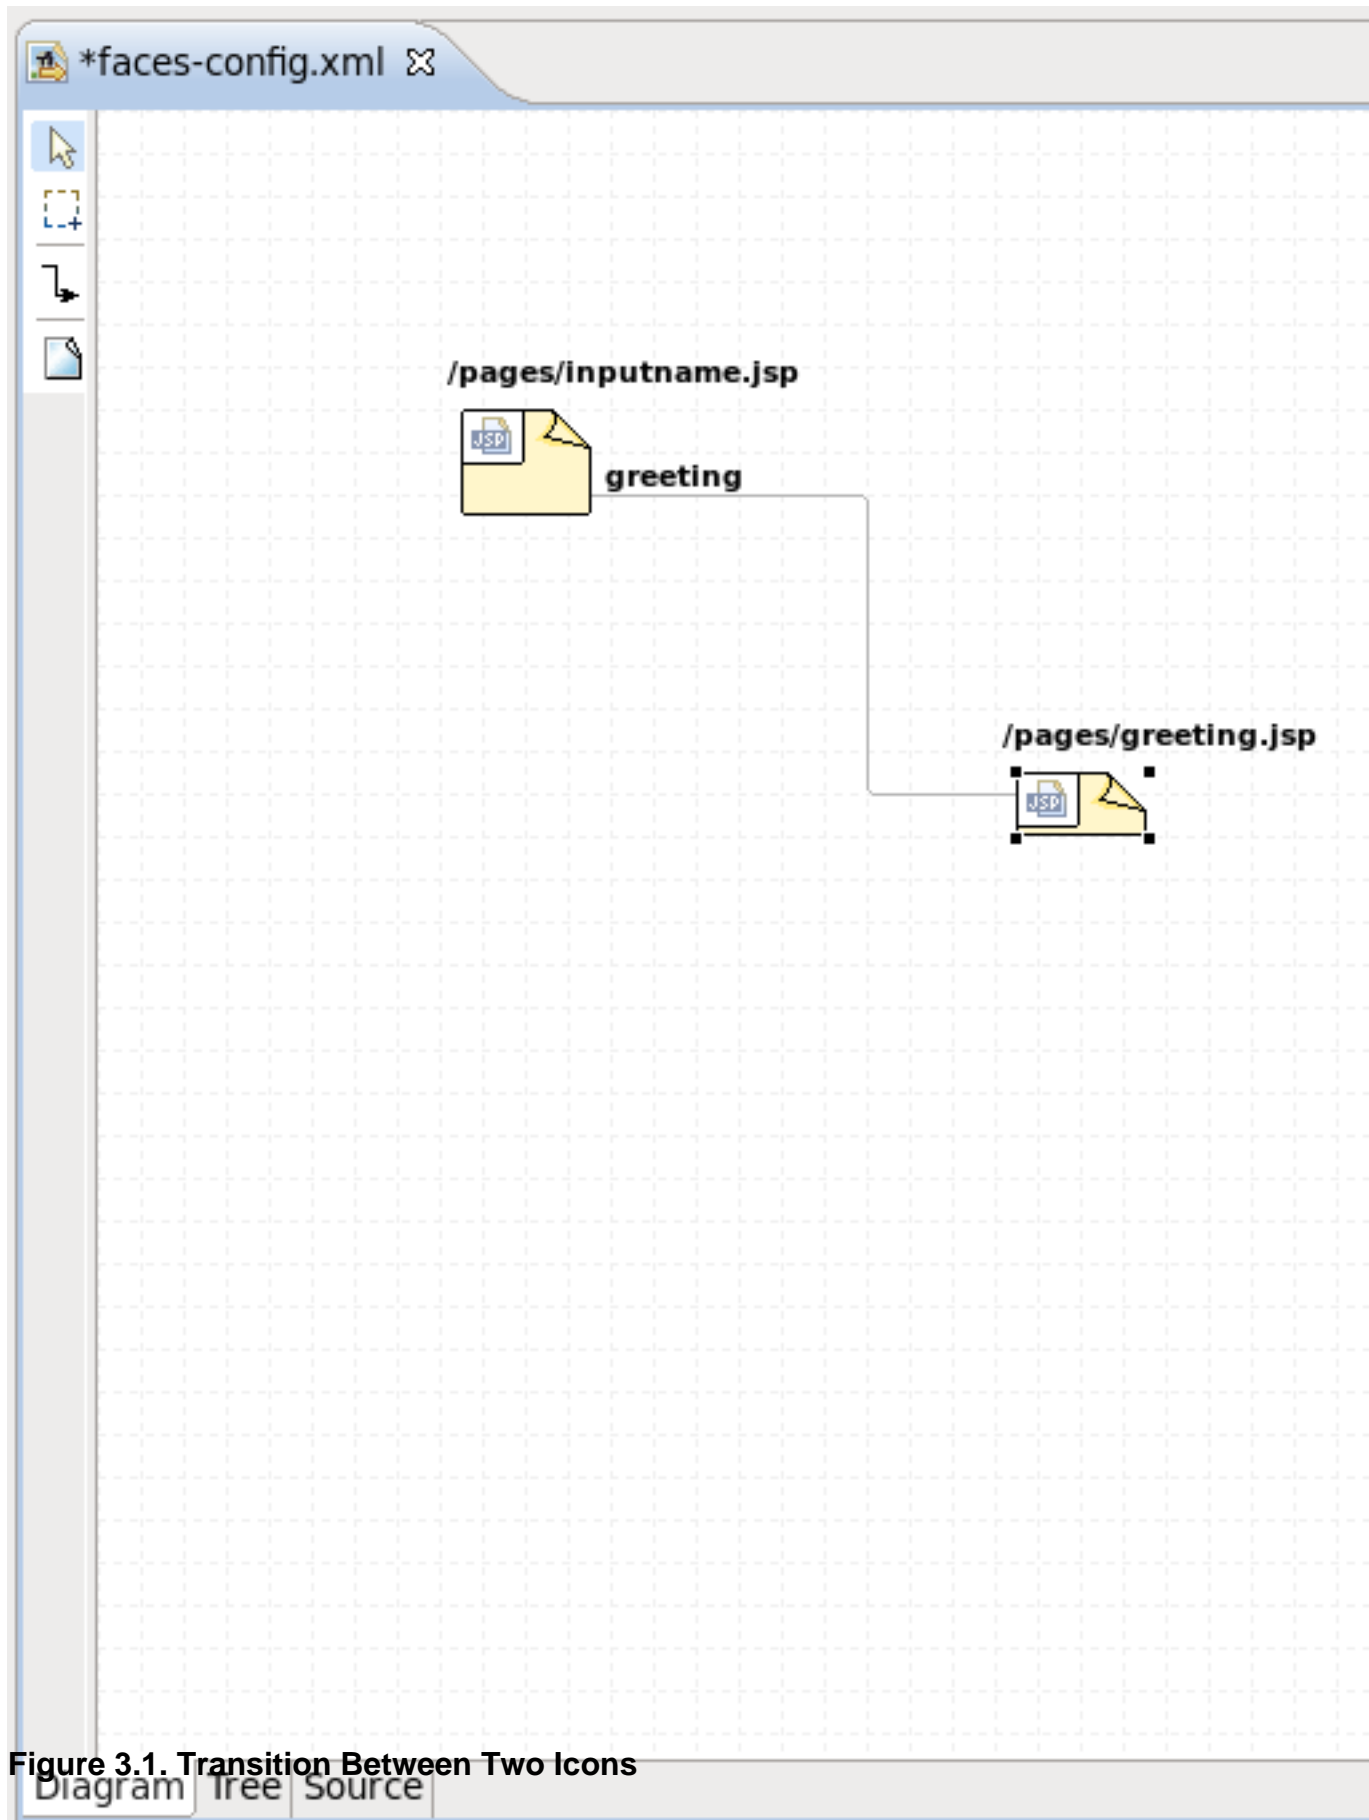 *faces-config.xml
/pages/inputname.jsp
JSP
greeting
/pages/greeting.jsp
JSP
Figure 3.1. Transition Between Two Icons
Diagram Tree Source